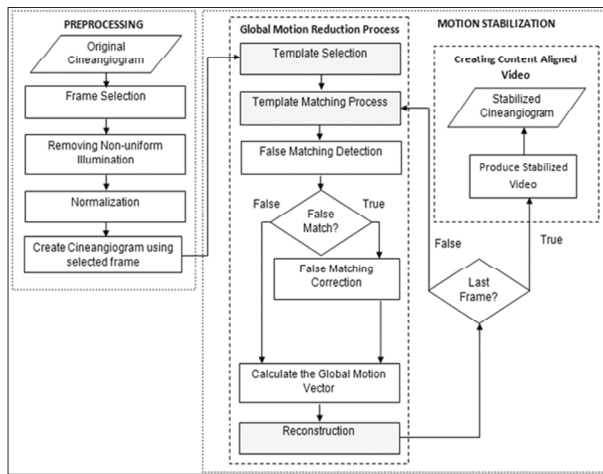 PREPROCESSING
Original
Cineangiogram
Frame Selection
Removing Non-uniform
Illumination
Normalization
Create Cineangiogram using
selected frame
Global Motion Reduction Process
Template Selection
Template Matching Process
False Matching Detection
False
True
False
Match?
False Matching
Correction
Calculate the Global Motion
Vector
Reconstruction
MOTION STABILIZATION
Creating Content Aligned
Video
Stabilized
Cineangiogram
Produce Stabilized
Video
False
True
Last
Frame?